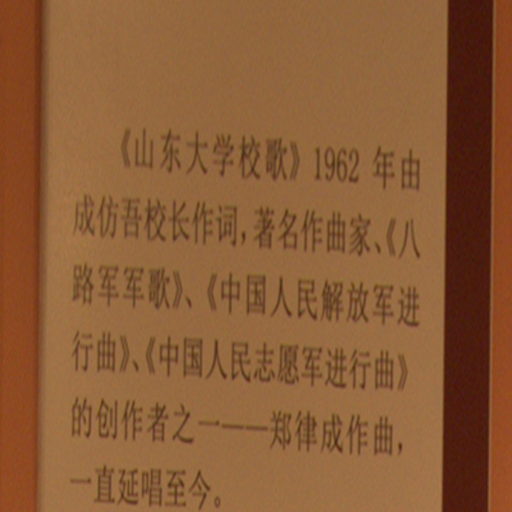 《山东大学校歌》1962 年由
成仿吾校长作词,著名作曲家、《八
路军军歌》、《中国人民解放军进
行曲》、《中国人民志愿军进行曲》
的创作者之一——郑律成作曲,
一直延唱至今。